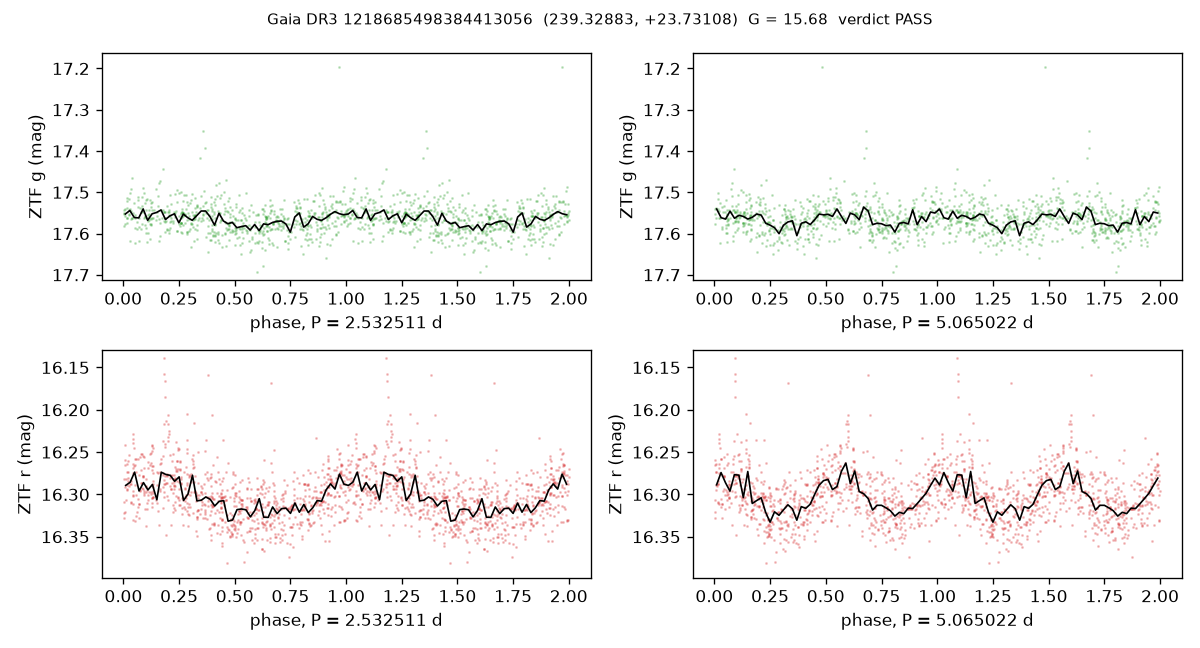 Gaia DR3 1218685498384413056 (239.32883, +23.73108) G = 15.68 verdict PASS
17.2
17.3
17.4
17.5
17.6
17.7
ZTF g (mag)
0.00 0.25 0.50 0.75 1.00 1.25 1.50 1.75 2.00
phase, P = 2.532511 d
17.2
17.3
17.4
17.5
17.6
17.7
ZTF g (mag)
0.00 0.25 0.50 0.75 1.00 1.25 1.50 1.75 2.00
phase, P = 5.065022 d
16.15
16.20
16.25
16.30
16.35
ZTF r (mag)
0.00 0.25 0.50 0.75 1.00 1.25 1.50 1.75 2.00
phase, P = 2.532511 d
16.15
16.20
16.25
16.30
16.35
ZTF r (mag)
0.00 0.25 0.50 0.75 1.00 1.25 1.50 1.75 2.00
phase, P = 5.065022 d